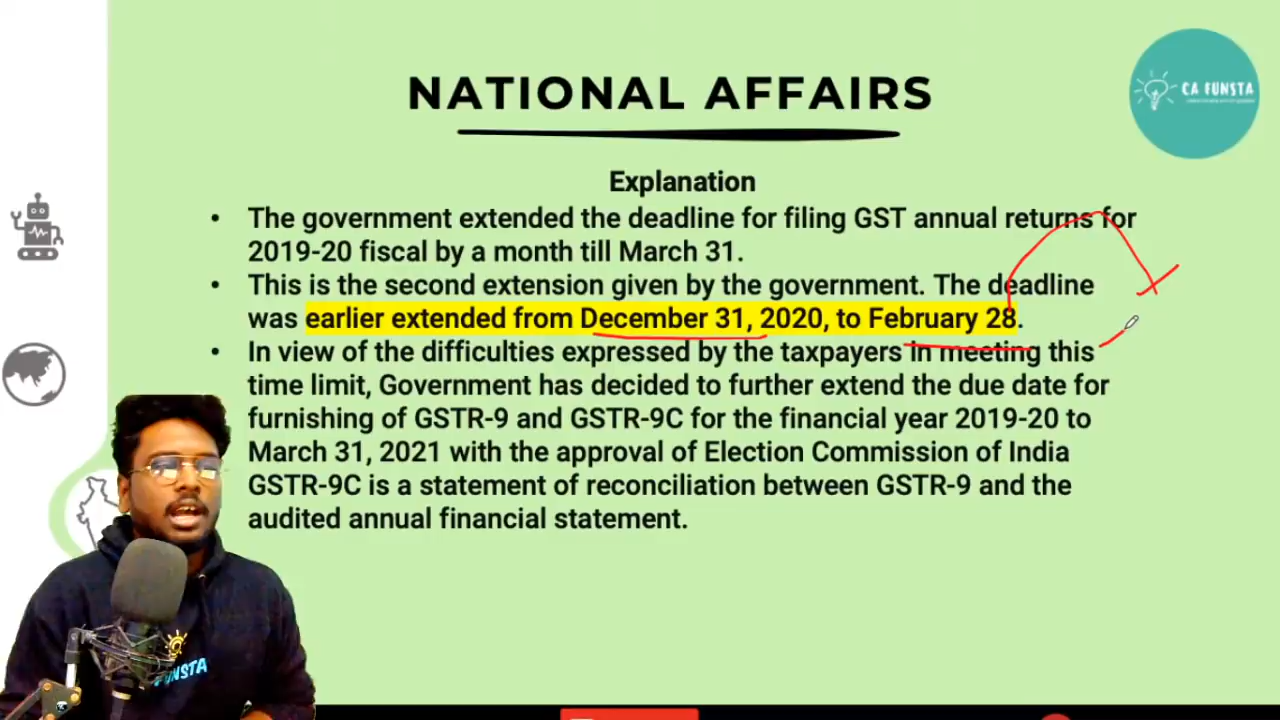 NATIONAL AFFAIRS
CA FUNSTA
Explanation
• The government extended the deadline for filing GST annual returns for
2019-20 fiscal by a month till March 31.
• This is the second extension given by the government. The deadline
was earlier extended from December 31, 2020, to February 28.
• In view of the difficulties expressed by the taxpayers in meeting this
time limit, Government has decided to further extend the due date for
furnishing of GSTR-9 and GSTR-9C for the financial year 2019-20 to
March 31, 2021 with the approval of Election Commission of India
GSTR-9C is a statement of reconciliation between GSTR-9 and the
audited annual financial statement.